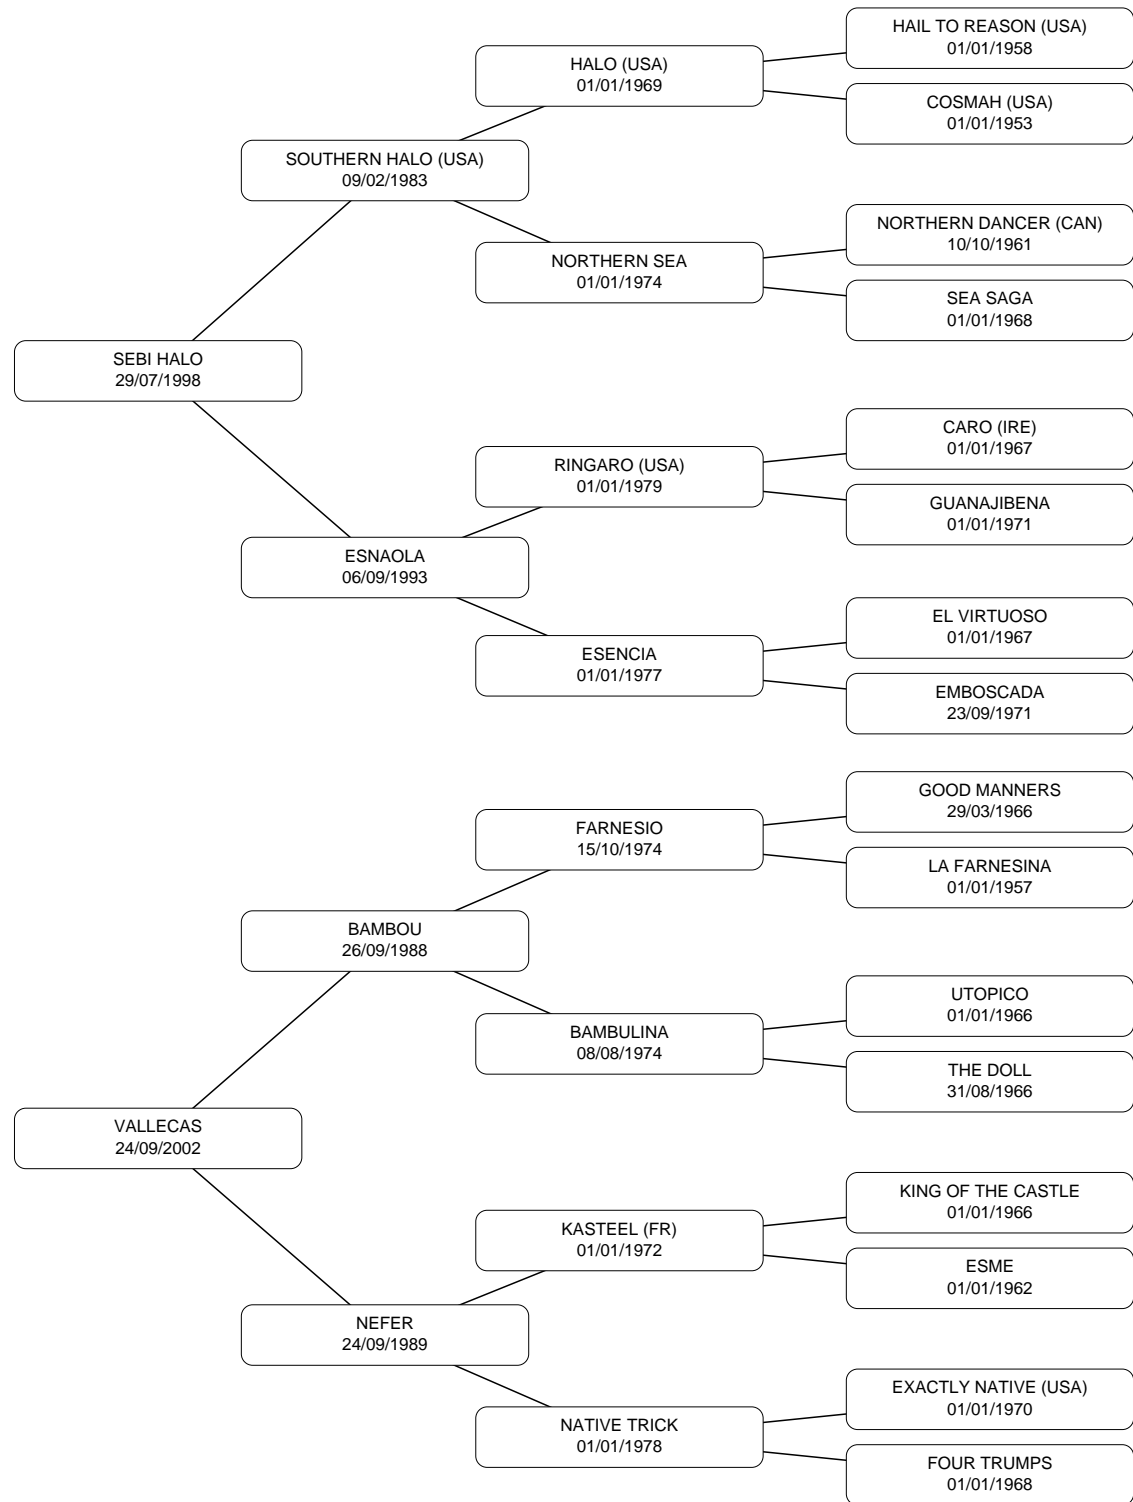 HAIL TO REASON (USA)
01/01/1958
HALO (USA)
01/01/1969
COSMAH (USA)
01/01/1953
SOUTHERN HALO (USA)
09/02/1983
NORTHERN DANCER (CAN)
10/10/1961
NORTHERN SEA
01/01/1974
SEA SAGA
01/01/1968
SEBI HALO
29/07/1998
CARO (IRE)
01/01/1967
RINGARO (USA)
01/01/1979
GUANAJIBENA
01/01/1971
ESNAOLA
06/09/1993
EL VIRTUOSO
01/01/1967
ESENCIA
01/01/1977
EMBOSCADA
23/09/1971
GOOD MANNERS
29/03/1966
FARNESIO
15/10/1974
LA FARNESINA
01/01/1957
BAMBOU
26/09/1988
UTOPICO
01/01/1966
BAMBULINA
08/08/1974
THE DOLL
31/08/1966
VALLECAS
24/09/2002
KING OF THE CASTLE
01/01/1966
KASTEEL (FR)
01/01/1972
ESME
01/01/1962
NEFER
24/09/1989
EXACTLY NATIVE (USA)
01/01/1970
NATIVE TRICK
01/01/1978
FOUR TRUMPS
01/01/1968